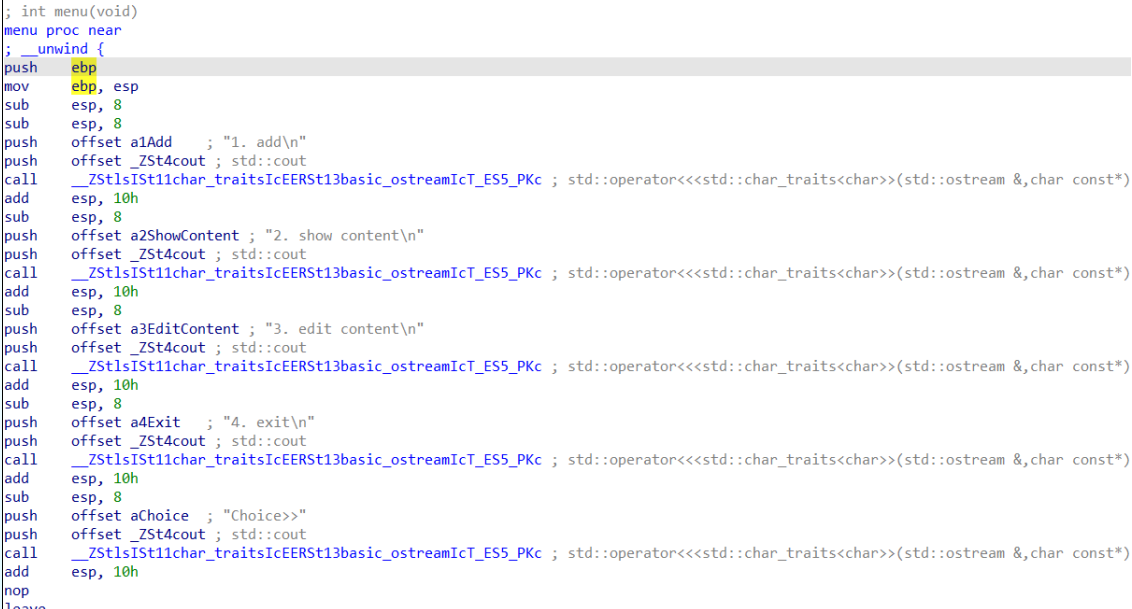 ; int menu(void)
menu proc near
; __unwind {
push    ebp
mov     ebp, esp
sub     esp, 8
sub     esp, 8
push    offset a1Add    ; "1. add\n"
push    offset _ZSt4cout ; std::cout
call    __ZStlsISt11char_traitsIcEERSt13basic_ostreamIcT_ES5_PKc ; std::operator<<<std::char_traits<char>>(std::ostream &,char const*)
add     esp, 10h
sub     esp, 8
push    offset a2ShowContent ; "2. show content\n"
push    offset _ZSt4cout ; std::cout
call    __ZStlsISt11char_traitsIcEERSt13basic_ostreamIcT_ES5_PKc ; std::operator<<<std::char_traits<char>>(std::ostream &,char const*)
add     esp, 10h
sub     esp, 8
push    offset a3EditContent ; "3. edit content\n"
push    offset _ZSt4cout ; std::cout
call    __ZStlsISt11char_traitsIcEERSt13basic_ostreamIcT_ES5_PKc ; std::operator<<<std::char_traits<char>>(std::ostream &,char const*)
add     esp, 10h
sub     esp, 8
push    offset a4Exit   ; "4. exit\n"
push    offset _ZSt4cout ; std::cout
call    __ZStlsISt11char_traitsIcEERSt13basic_ostreamIcT_ES5_PKc ; std::operator<<<std::char_traits<char>>(std::ostream &,char const*)
add     esp, 10h
sub     esp, 8
push    offset aChoice  ; "Choice>>"
push    offset _ZSt4cout ; std::cout
call    __ZStlsISt11char_traitsIcEERSt13basic_ostreamIcT_ES5_PKc ; std::operator<<<std::char_traits<char>>(std::ostream &,char const*)
add     esp, 10h
nop
leave